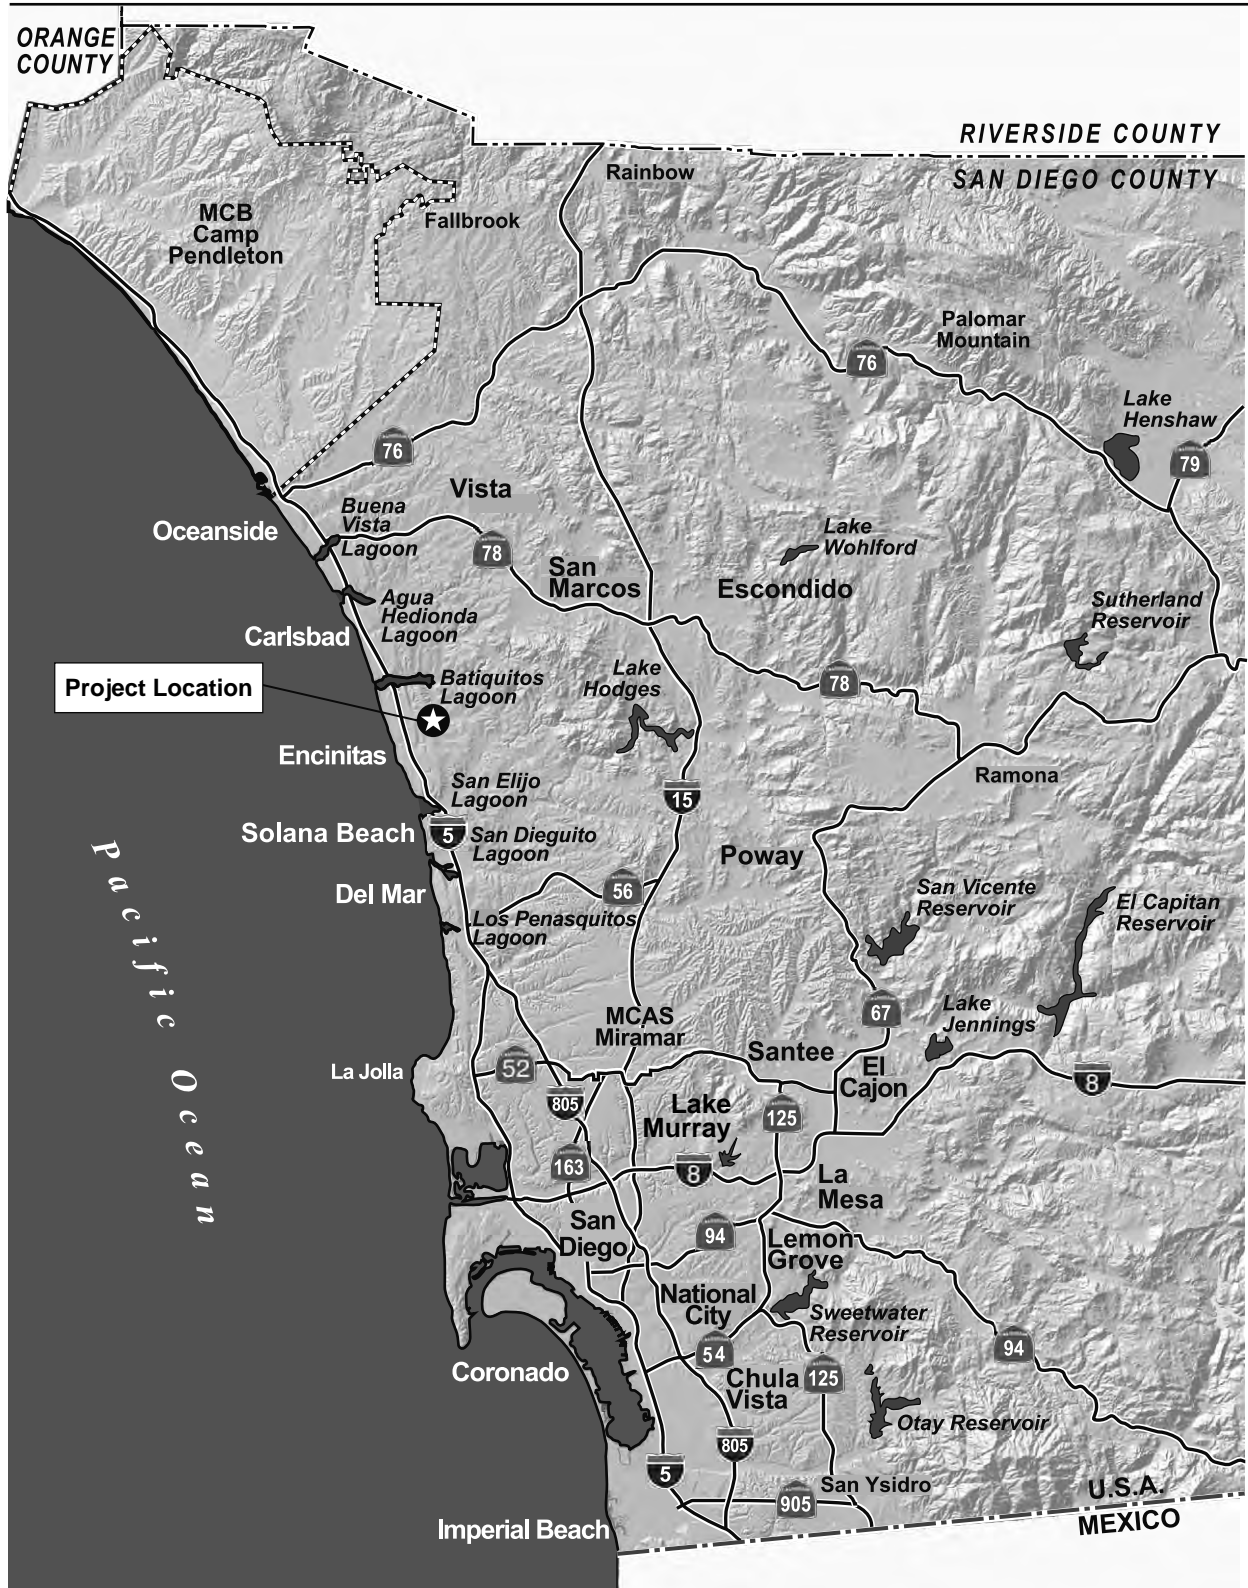 ORANGE
COUNTY
RIVERSIDE COUNTY
SAN DIEGO COUNTY
Rainbow
MCB
Camp
Pendleton
Fallbrook
Palomar
Mountain
76
Lake
Henshaw
76
79
Vista
Buena
Vista
Lagoon
Oceanside
78
Lake
Wohlford
San
Marcos
Escondido
Agua
Hedionda
Lagoon
Sutherland
Reservoir
Carlsbad
Batiquitos
Lagoon
Lake
Hodges
78
Project Location
Encinitas
Ramona
San Elijo
Lagoon
15
Solana Beach
5
San Dieguito
Lagoon
Poway
Del Mar
56
San Vicente
Reservoir
El Capitan
Reservoir
Los Penasquitos
Lagoon
Pacific Ocean
MCAS
Miramar
67
Lake
Jennings
Santee
La Jolla
52
El
Cajon
8
805
Lake
Murray
125
163
8
La
Mesa
San
Diego
94
Lemon
Grove
National
City
Sweetwater
Reservoir
54
94
Coronado
Chula
Vista
125
Otay Reservoir
805
5
San Ysidro
905
U.S.A.
MEXICO
Imperial Beach